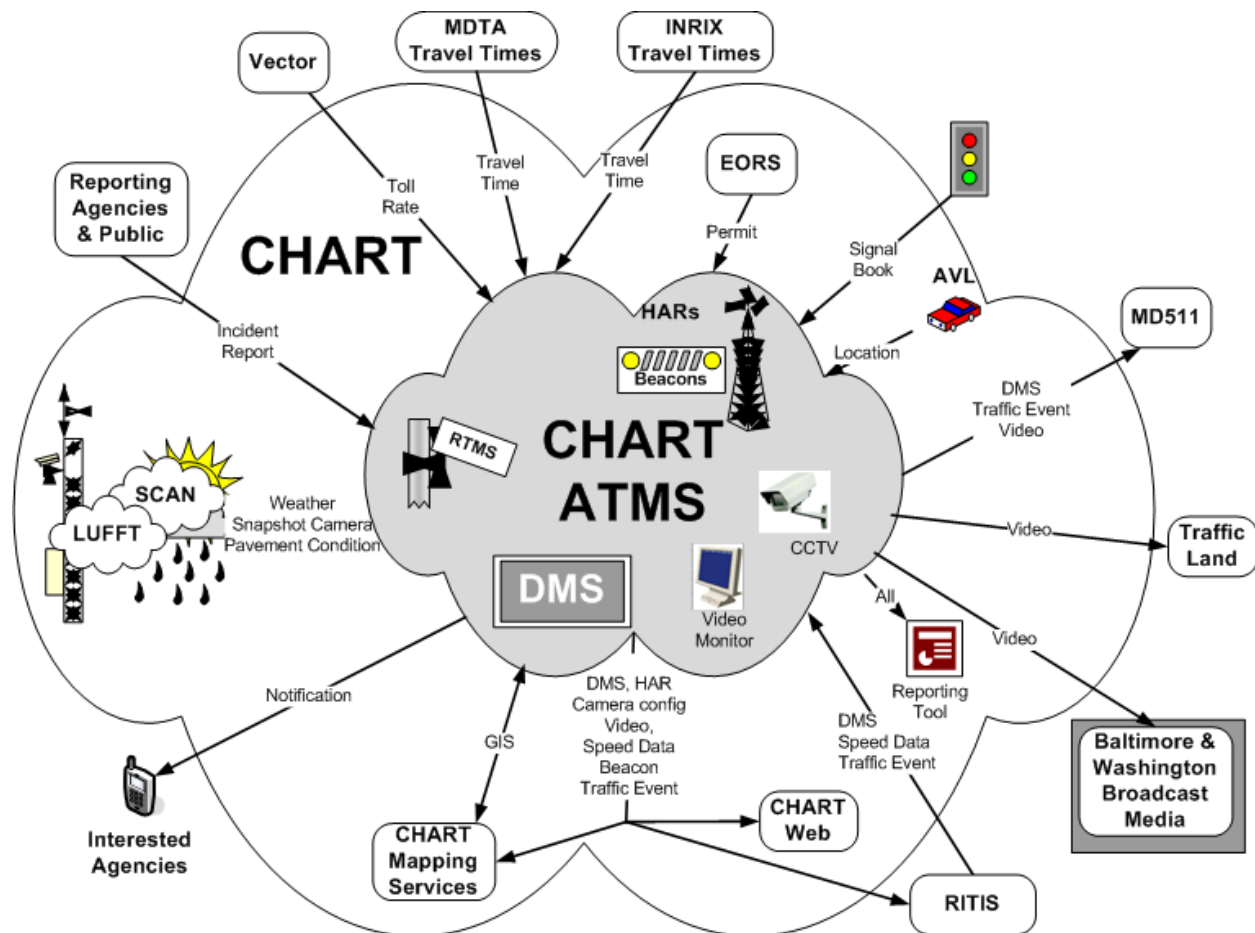 MDTA
Travel Times
INRIX
Travel Times
Vector
Reporting
Agencies
& Public
Travel
Time
Travel
Time
EORS
Toll
Rate
Permit
Signal
Book
CHART
AVL
MD511
HARs
Incident
Report
Location
Beacons
DMS
Traffic Event
Video
RTMS
CHART
ATMS
SCAN
LUFFT
Weather
Snapshot Camera
Pavement Condition
CCTV
Video
Traffic
Land
DMS
Video
Monitor
All
Video
Reporting
Tool
Notification
GIS
DMS, HAR
Camera config
Video,
Speed Data
Beacon
Traffic Event
DMS
Speed Data
Traffic Event
Baltimore &
Washington
Broadcast
Media
Interested
Agencies
CHART
Mapping
Services
CHART
Web
RITIS